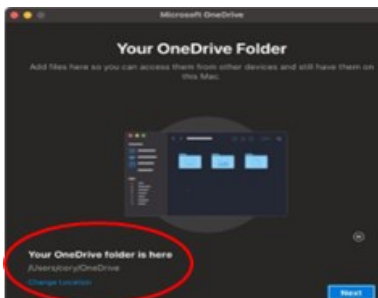 Microsoft OneDrive
Your OneDrive Folder
Add files here so you can access them from other devices and still have them on
this Mac.
Your OneDrive folder is here
/Users/cory/OneDrive
Change Location
Next